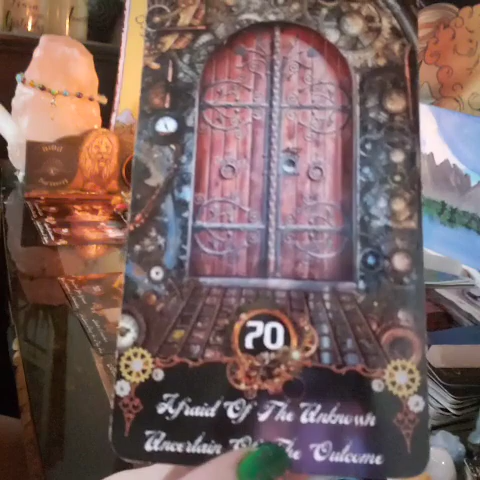 70
Afraid Of The Unknown
Uncertain Of The Outcome